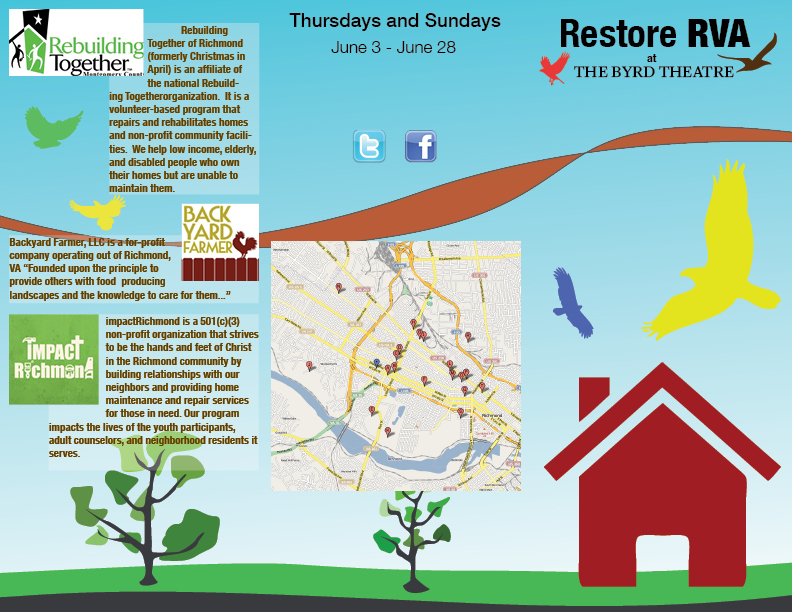 Rebuilding
Together™
Montgomery County
Rebuilding
Together of Richmond
(formerly Christmas in
April) is an affiliate of
the national Rebuild-
ing Togetherorganization. It is a
volunteer-based program that
repairs and rehabilitates homes
and non-profit community facili-
ties. We help low income, elderly,
and disabled people who own
their homes but are unable to
maintain them.
BACK
YARD
FARMER
Backyard Farmer, LLC is a for-profit
company operating out of Richmond,
VA “Founded upon the principle to
provide others with food producing
landscapes and the knowledge to care for them...”
IMPACT
RICHMOND
impactRichmond is a 501(c)(3)
non-profit organization that strives
to be the hands and feet of Christ
in the Richmond community by
building relationships with our
neighbors and providing home
maintenance and repair services
for those in need. Our program
impacts the lives of the youth participants,
adult counselors, and neighborhood residents it
serves.
Thursdays and Sundays
June 3 - June 28
t
f
Richmond
Restore RVA
at
THE BYRD THEATRE